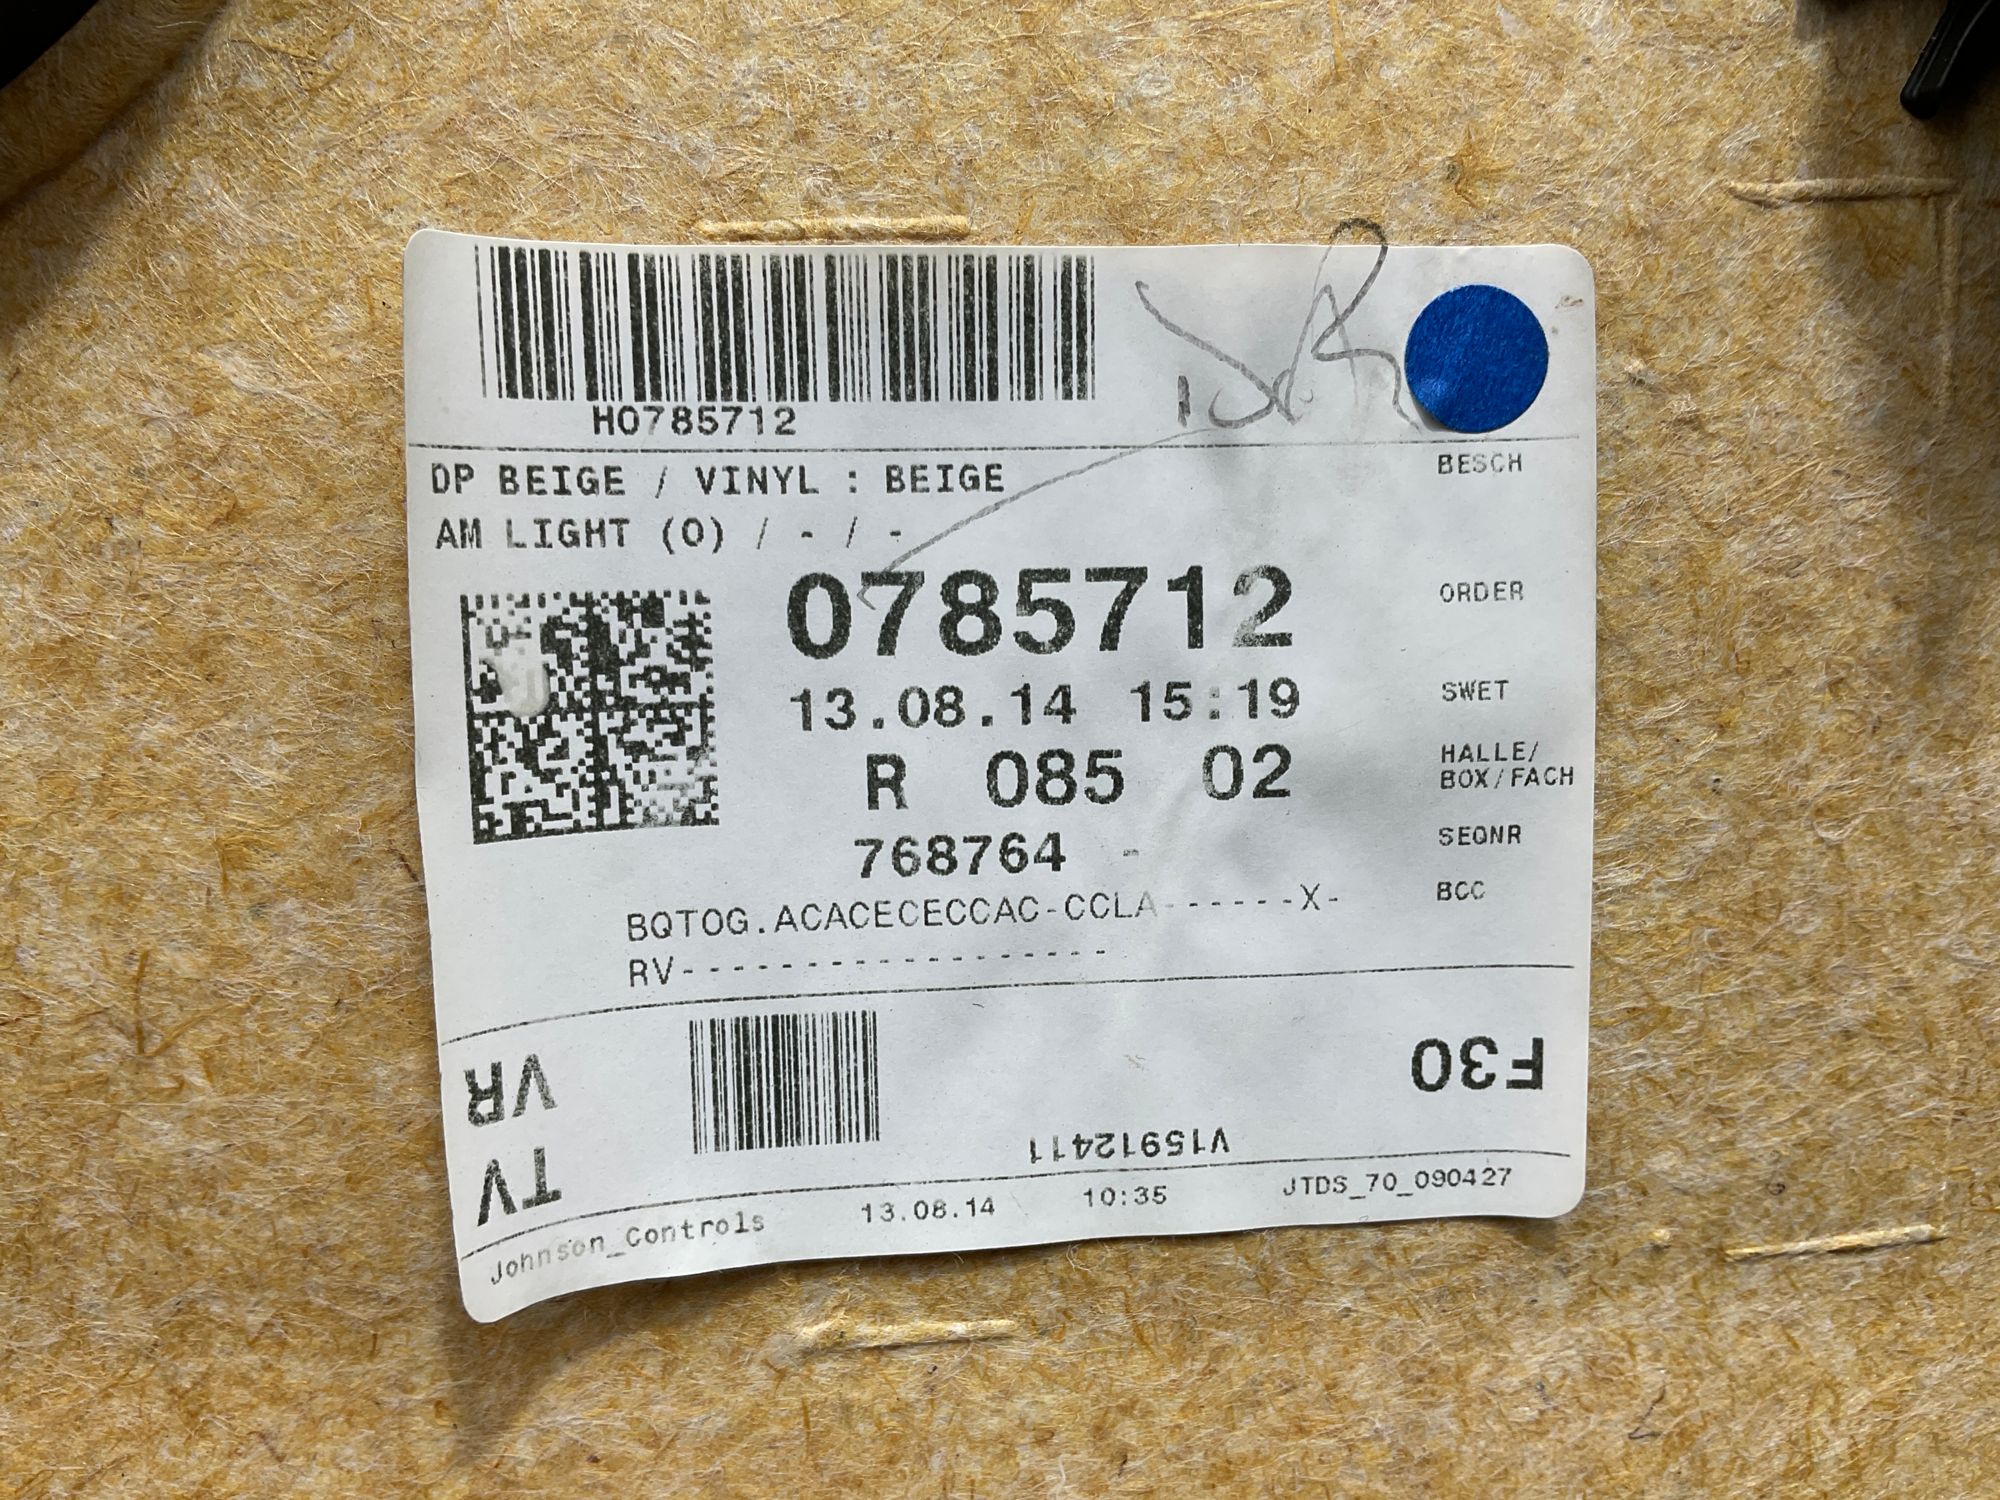 H0785712
DP BEIGE / VINYL : BEIGE
BESCH
AM LIGHT (0) / - / -
0785712
ORDER
13.08.14 15:19
SWET
R 085 02
HALLE/
BOX/FACH
768764 -
SEQNR
BQTOG.ACACECECCAC-CCLA------X-
BCC
RV------------------
VR
F30
TV
V15912411
Johnson_Controls 13.08.14 10:35 JTDS_70_090427